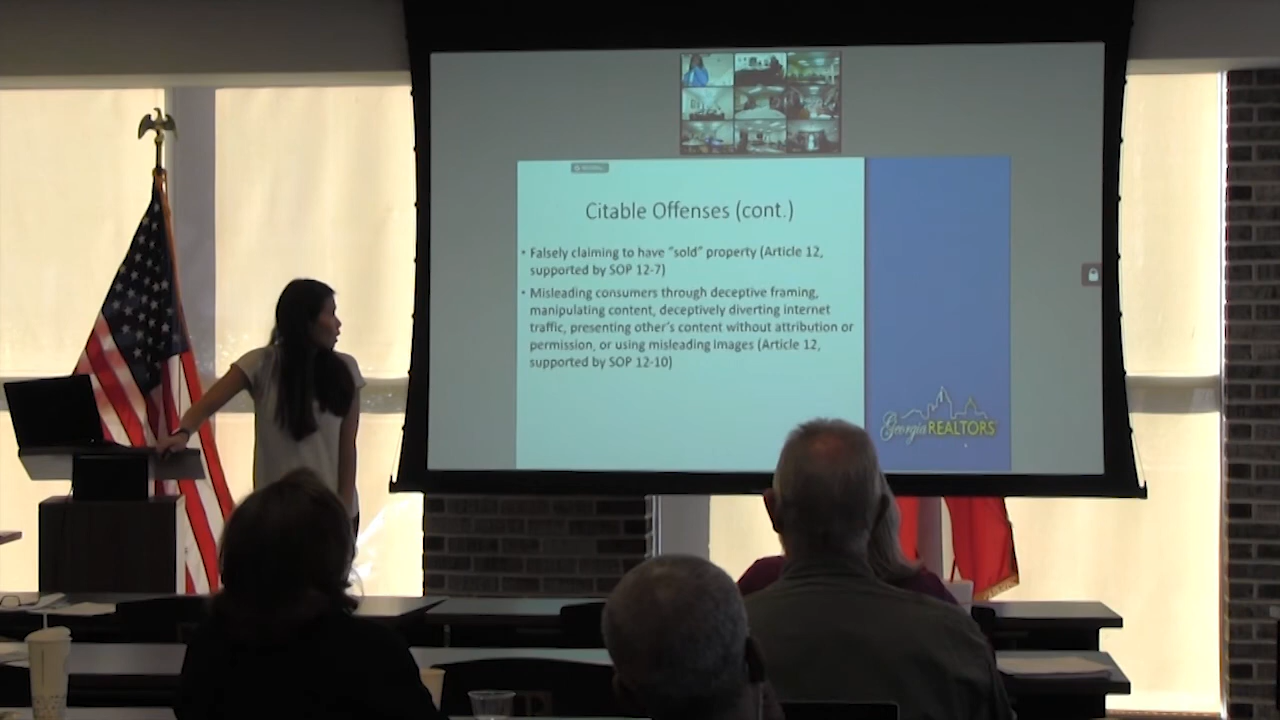 Citable Offenses (cont.)
• Falsely claiming to have "sold" property (Article 12,
supported by SOP 12-7)
• Misleading consumers through deceptive framing,
manipulating content, deceptively diverting internet
traffic, presenting other's content without attribution or
permission, or using misleading images (Article 12,
supported by SOP 12-10)
Georgia REALTORS